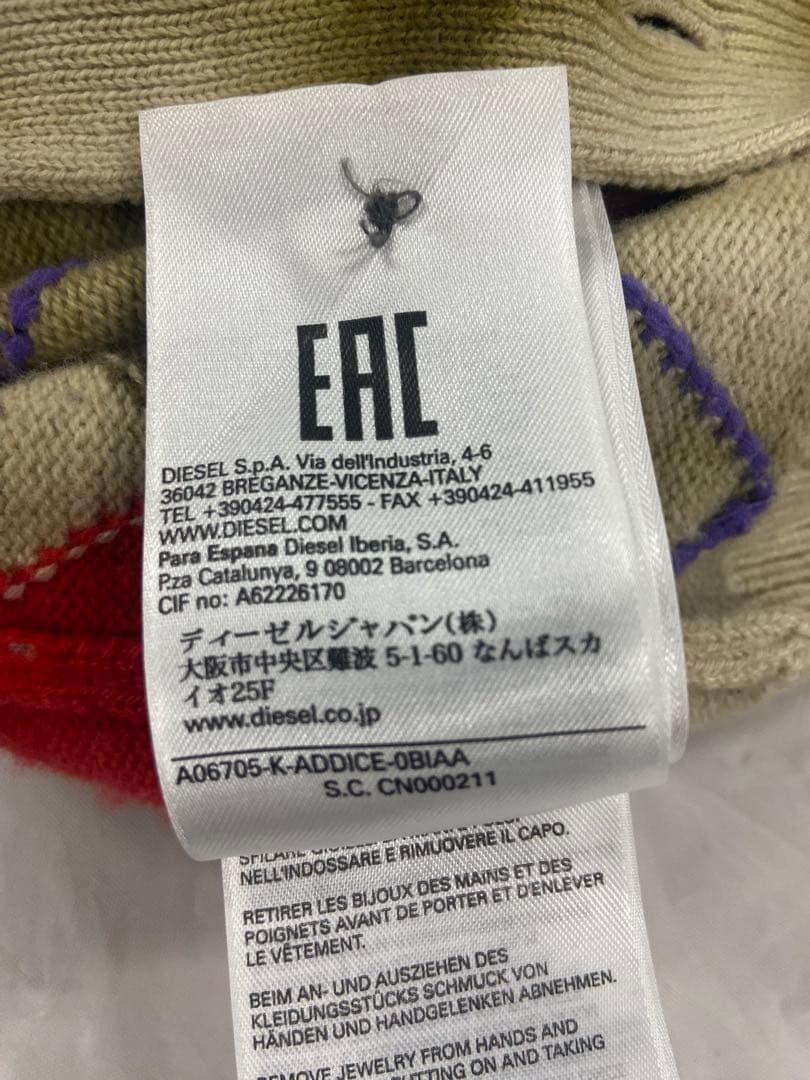 EAC
DIESEL S.p.A. Via dell'Industria, 4-6
36042 BREGANZE-VICENZA-ITALY
TEL +390424-477555 - FAX +390424-411955
WWW.DIESEL.COM
Para Espana Diesel Iberia, S.A.
P.za Catalunya, 9 08002 Barcelona
CIF no: A62226170
ディーゼルジャパン(株)
大阪市中央区難波 5-1-60 なんばスカ
イオ25F
www.diesel.co.jp
A06705-K-ADDICE-0BIAA
S.C. CN000211
NELL'INDOSSARE E RIMUOVERE IL CAPO.
RETIRER LES BIJOUX DES MAINS ET DES
POIGNETS AVANT DE PORTER ET D'ENLEVER
LE VÊTEMENT.
BEIM AN- UND AUSZIEHEN DES
KLEIDUNGSSTÜCKS SCHMUCK VON
HÄNDEN UND HANDGELENKEN ABNEHMEN.
REMOVE JEWELRY FROM HANDS AND
PUTTING ON AND TAKING